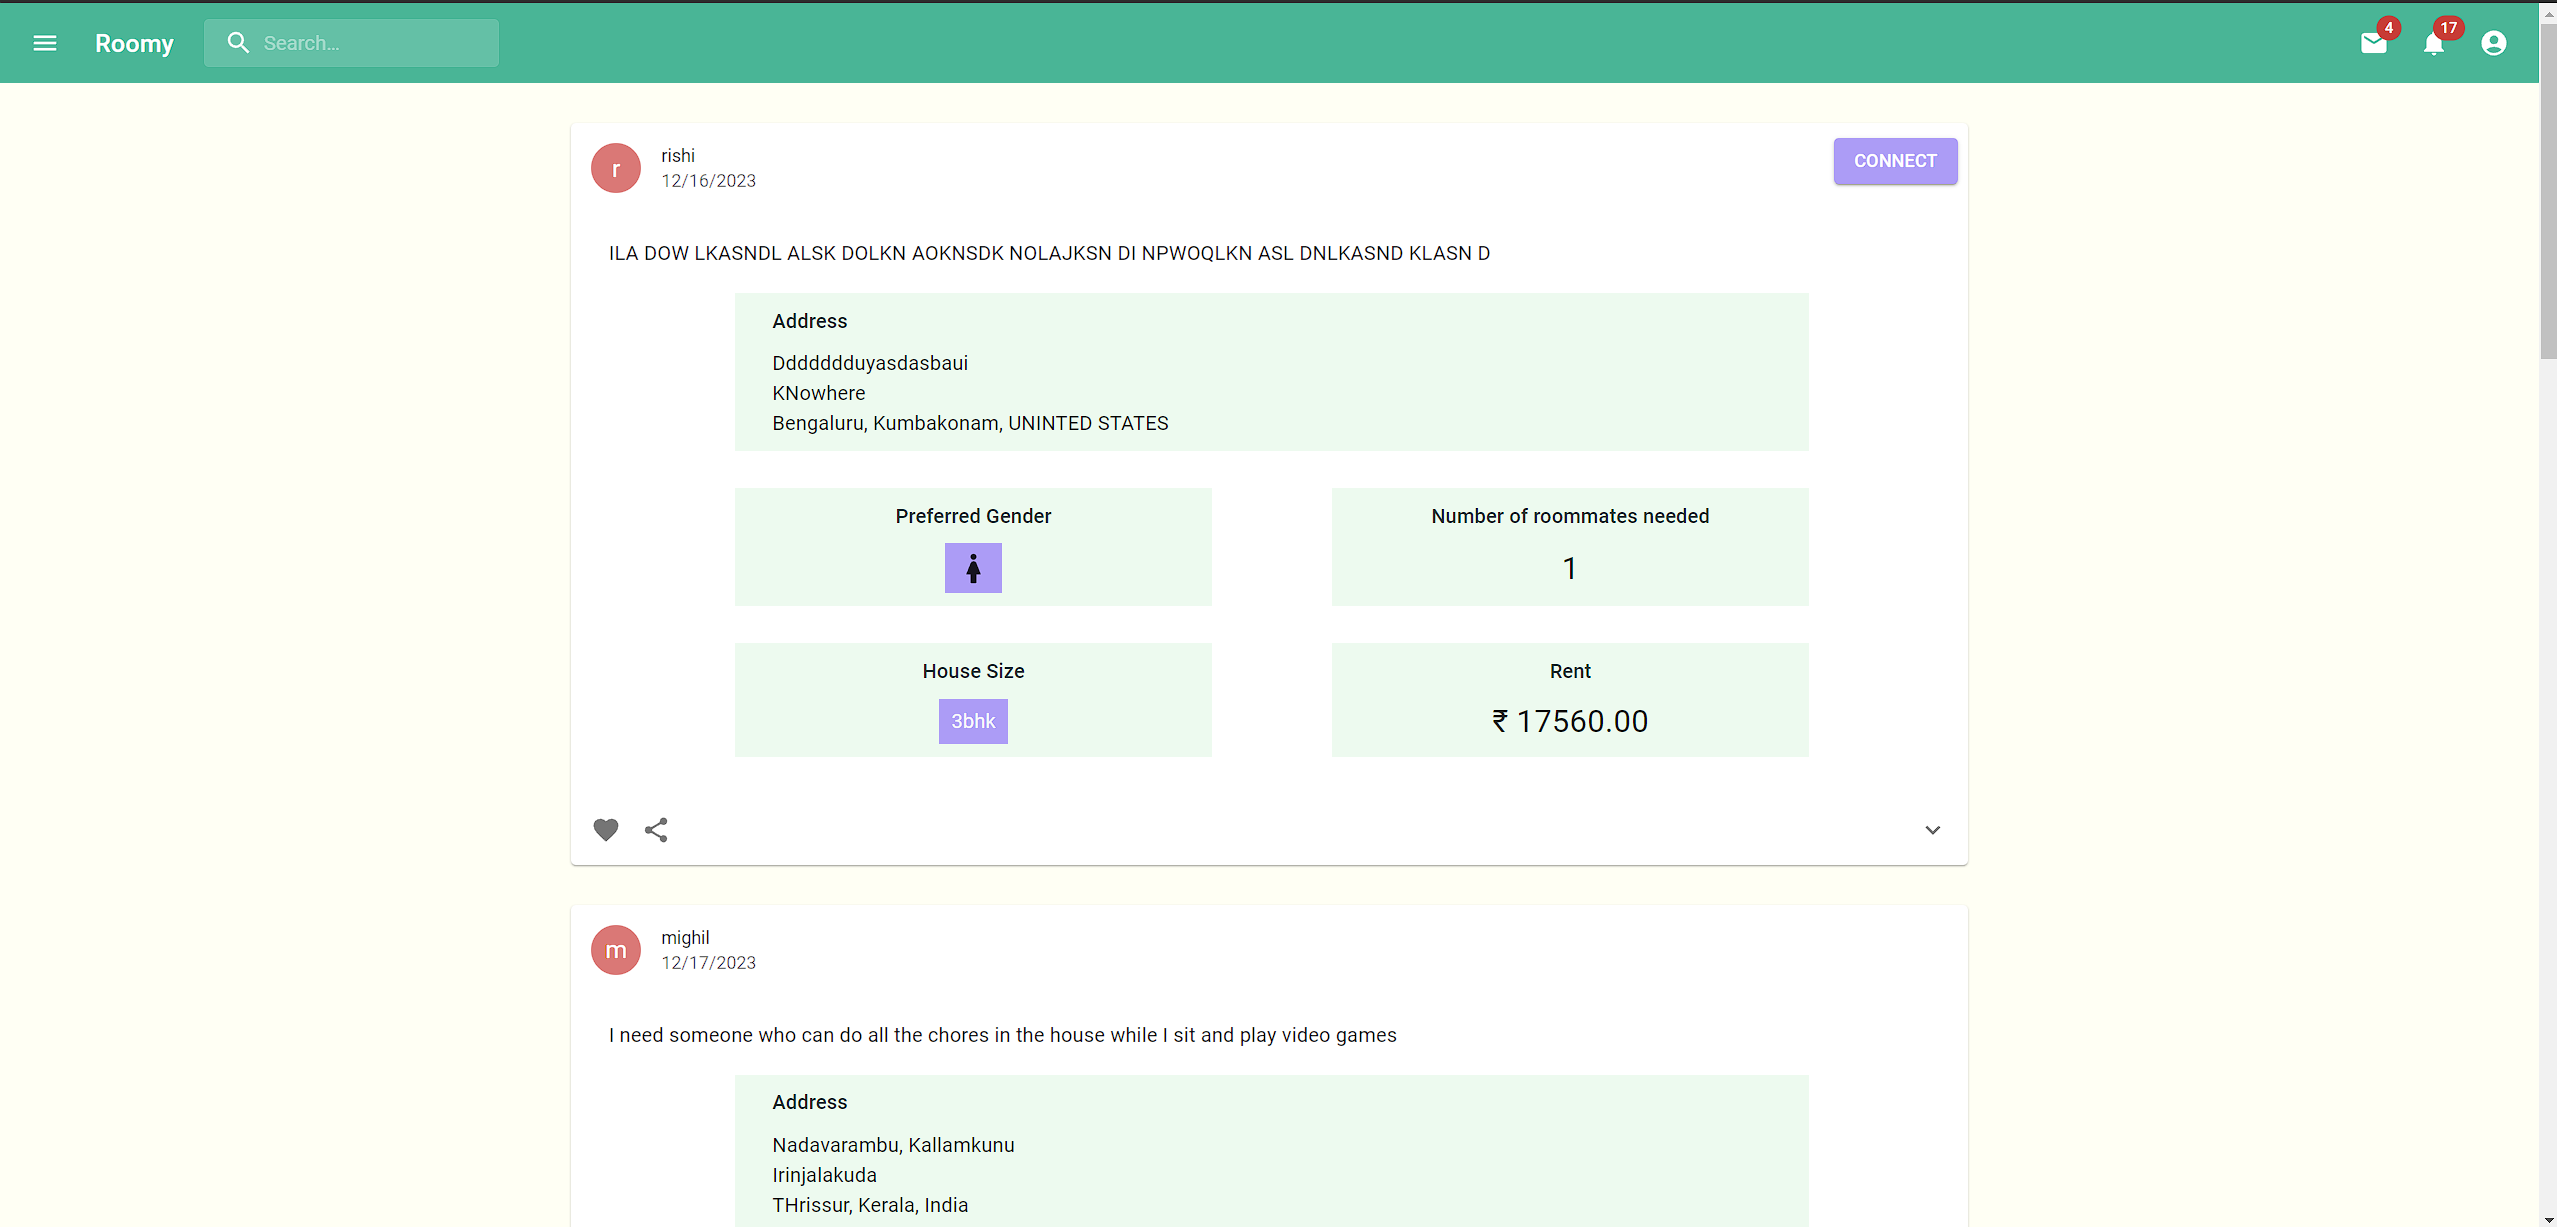 Roomy
Search...
4
17
rishi
12/16/2023
CONNECT
ILA DOW LKASNDL ALSK DOLKN AOKNSDK NOLAJKSN DI NPWOQLKN ASL DNLKASND KLASN D
Address
Ddddddduyasdasbaui
KNowhere
Bengaluru, Kumbakonam, UNINTED STATES
Preferred Gender
Number of roommates needed
1
House Size
Rent
3bhk
₹ 17560.00
m
mighil
12/17/2023
I need someone who can do all the chores in the house while I sit and play video games
Address
Nadavarambu, Kallamkunu
Irinjalakuda
THrissur, Kerala, India